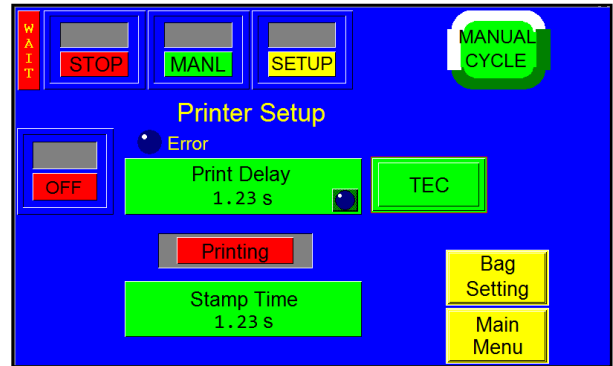 WAIT
STOP
MANL
SETUP
MANUAL
CYCLE
Printer Setup
Error
OFF
Print Delay
1.23 s
TEC
Printing
Stamp Time
1.23 s
Bag
Setting
Main
Menu